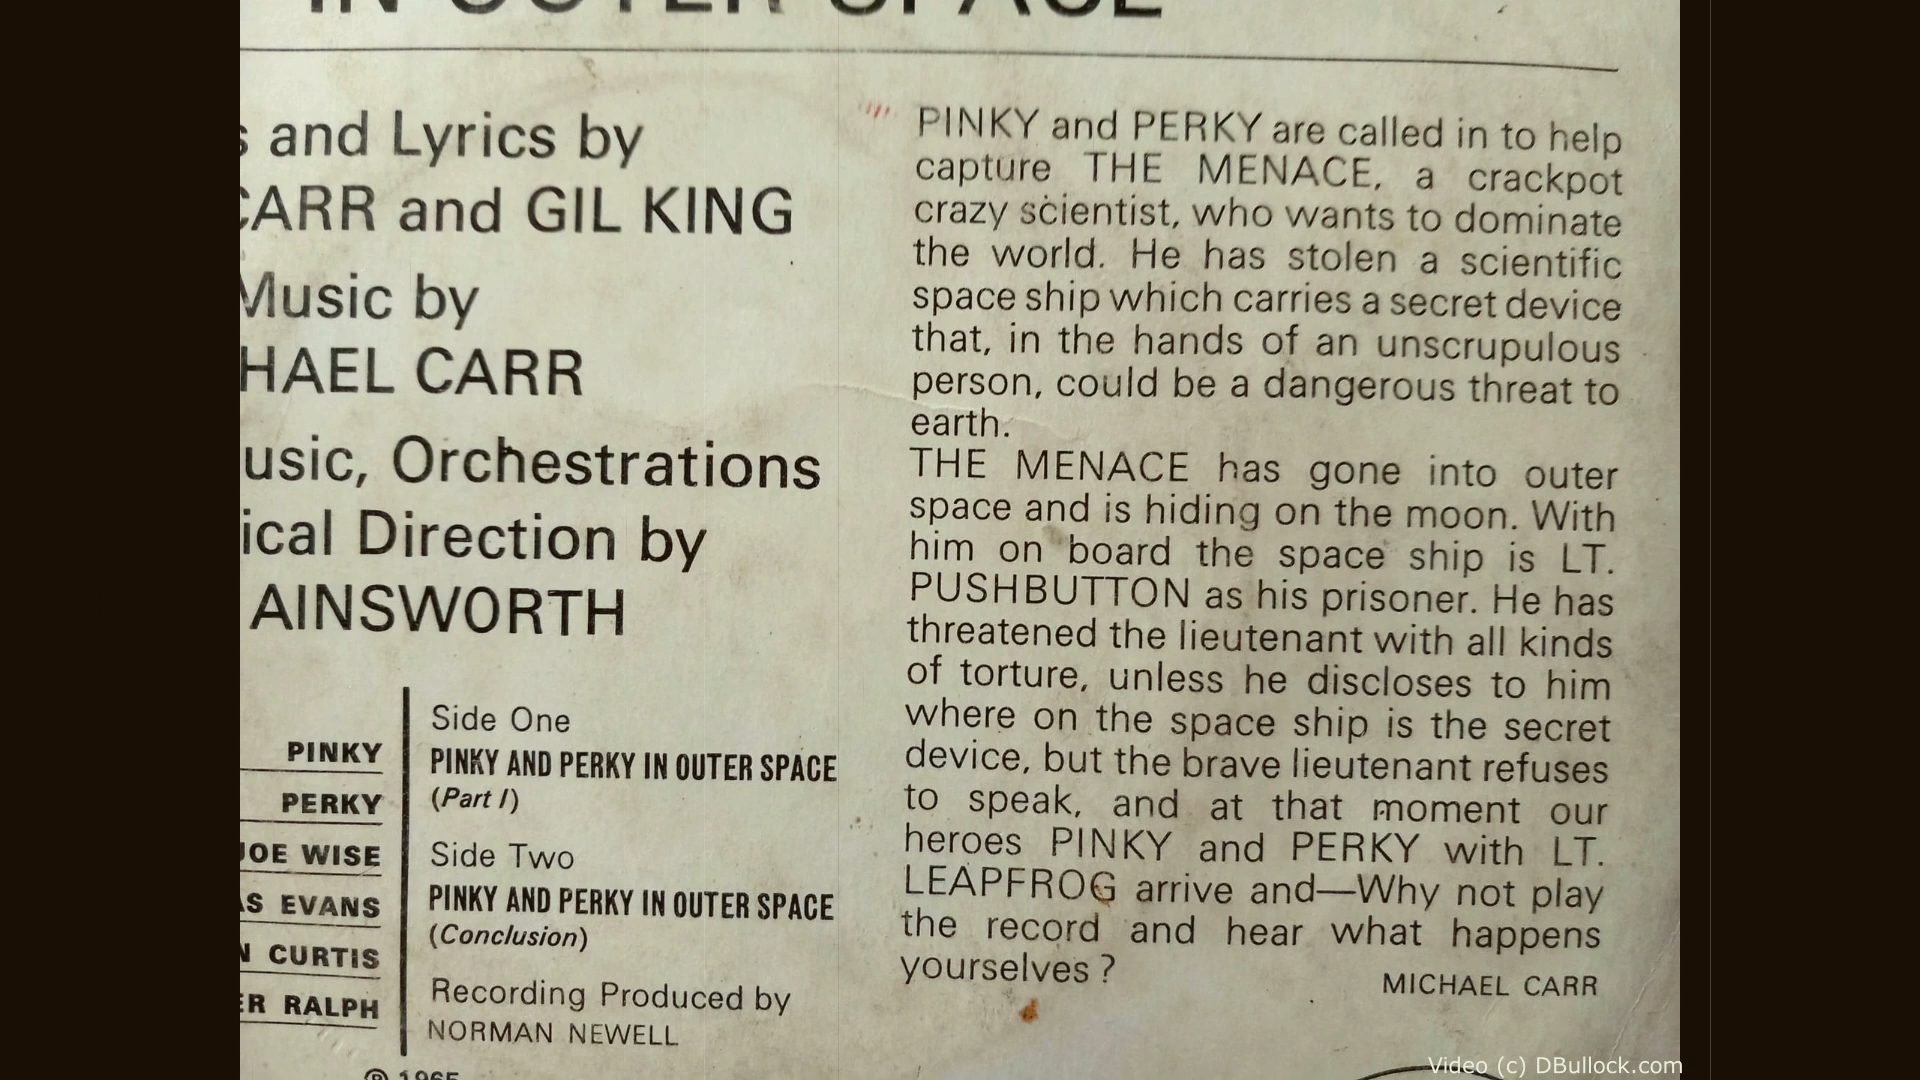 IN OUTER SPACE
and Lyrics by
CARR and GIL KING
Music by
HAEL CARR
usic, Orchestrations
ical Direction by
AINSWORTH
PINKY
PERKY
JOE WISE
AS EVANS
N CURTIS
ER RALPH
Side One
PINKY AND PERKY IN OUTER SPACE
(Part I)
Side Two
PINKY AND PERKY IN OUTER SPACE
(Conclusion)
Recording Produced by
NORMAN NEWELL
℗ 1965
PINKY and PERKY are called in to help
capture THE MENACE, a crackpot
crazy scientist, who wants to dominate
the world. He has stolen a scientific
space ship which carries a secret device
that, in the hands of an unscrupulous
person, could be a dangerous threat to
earth.
THE MENACE has gone into outer
space and is hiding on the moon. With
him on board the space ship is LT.
PUSHBUTTON as his prisoner. He has
threatened the lieutenant with all kinds
of torture, unless he discloses to him
where on the space ship is the secret
device, but the brave lieutenant refuses
to speak, and at that moment our
heroes PINKY and PERKY with LT.
LEAPFROG arrive and—Why not play
the record and hear what happens
yourselves ?
MICHAEL CARR
Video (c) DBullock.com